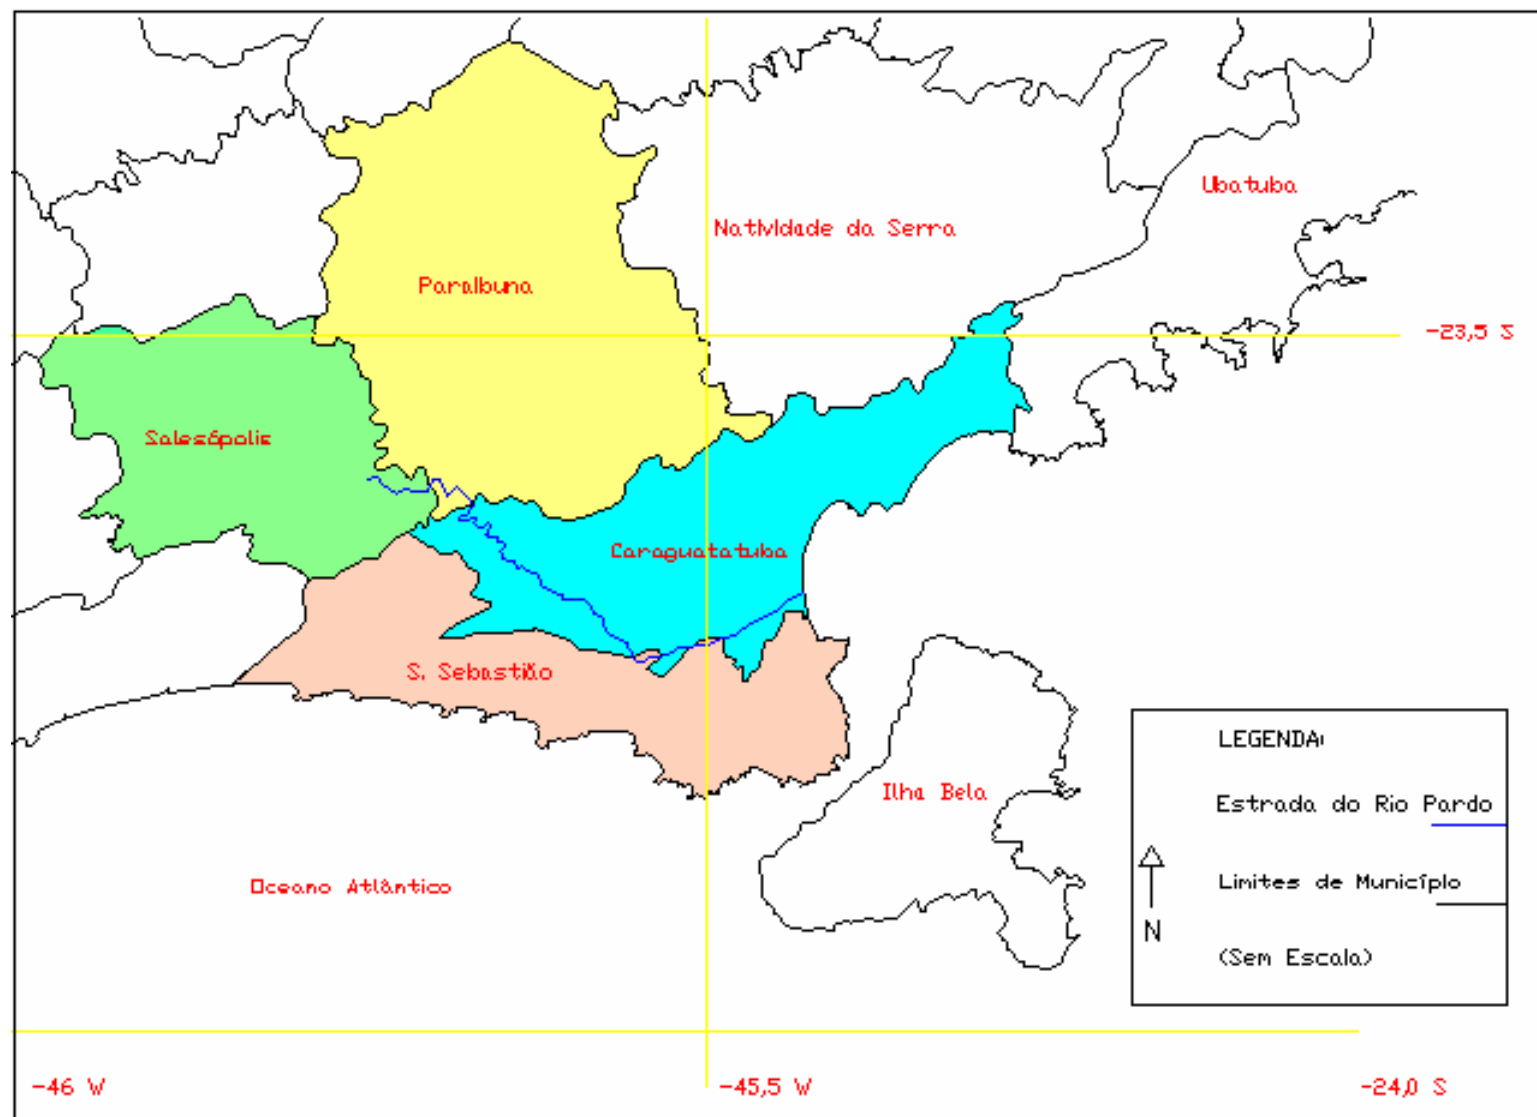 Ubatuba
Natividade da Serra
Paraibuna
-23,5 S
Salesópolis
Caraguatatuba
S. Sebastião
LEGENDA:
Ilha Bela
Estrada do Rio Pardo
Oceano Atlântico
Limites de Município
N
(Sem Escala)
-46 W
-45,5 W
-24,0 S